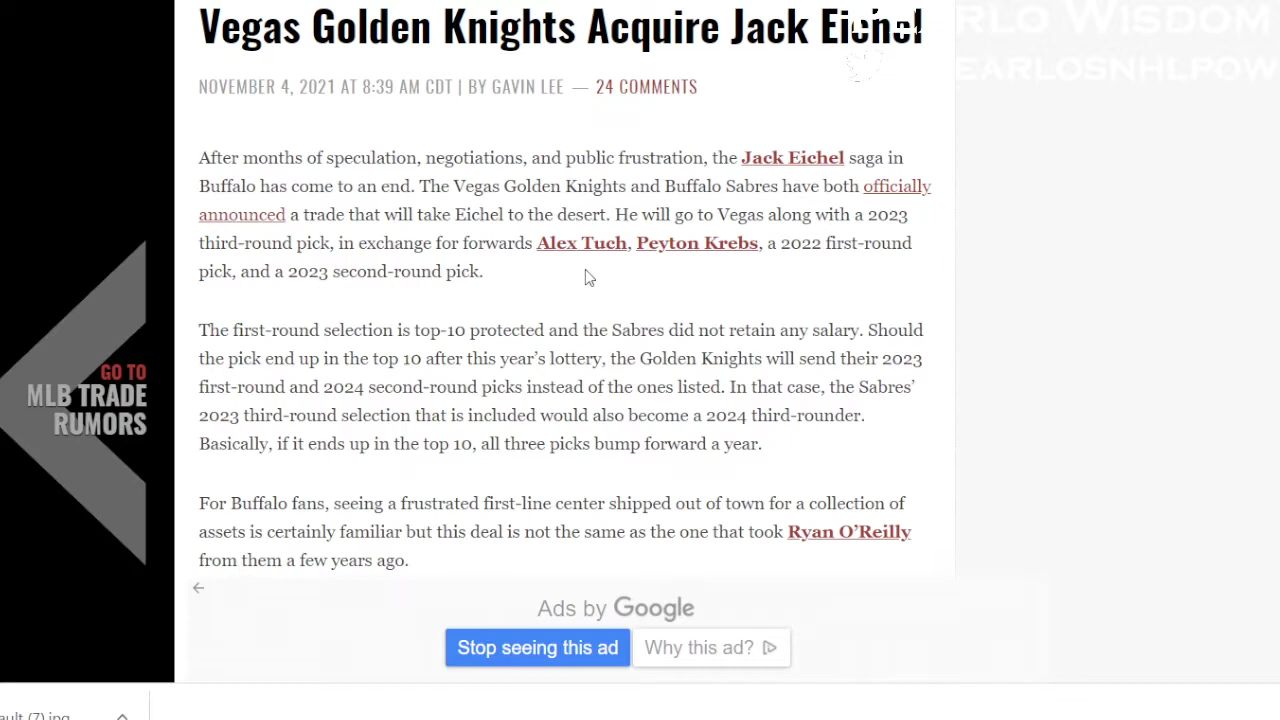 Vegas Golden Knights Acquire Jack Eichel
RLO WISDOM
EARLOSNHLPOW
NOVEMBER 4, 2021 AT 8:39 AM CDT | BY GAVIN LEE — 24 COMMENTS
After months of speculation, negotiations, and public frustration, the Jack Eichel saga in
Buffalo has come to an end. The Vegas Golden Knights and Buffalo Sabres have both officially
announced a trade that will take Eichel to the desert. He will go to Vegas along with a 2023
third-round pick, in exchange for forwards Alex Tuch, Peyton Krebs, a 2022 first-round
pick, and a 2023 second-round pick.
The first-round selection is top-10 protected and the Sabres did not retain any salary. Should
the pick end up in the top 10 after this year's lottery, the Golden Knights will send their 2023
first-round and 2024 second-round picks instead of the ones listed. In that case, the Sabres'
2023 third-round selection that is included would also become a 2024 third-rounder.
Basically, if it ends up in the top 10, all three picks bump forward a year.
GO TO
MLB TRADE
RUMORS
For Buffalo fans, seeing a frustrated first-line center shipped out of town for a collection of
assets is certainly familiar but this deal is not the same as the one that took Ryan O'Reilly
from them a few years ago.
Ads by Google
Stop seeing this ad
Why this ad?
ault (7).jpg